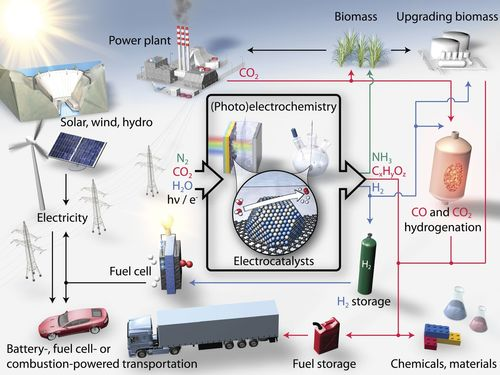 Biomass
Upgrading biomass
Power plant
CO₂
(Photo)electrochemistry
Solar, wind, hydro
N₂
CO₂
H₂O
hν / e⁻
NH₃
CₓHᵧO_z
H₂
CO and CO₂
hydrogenation
Electricity
Electrocatalysts
Fuel cell
H₂
H₂ storage
Battery-, fuel cell- or
combustion-powered transportation
Fuel storage
Chemicals, materials